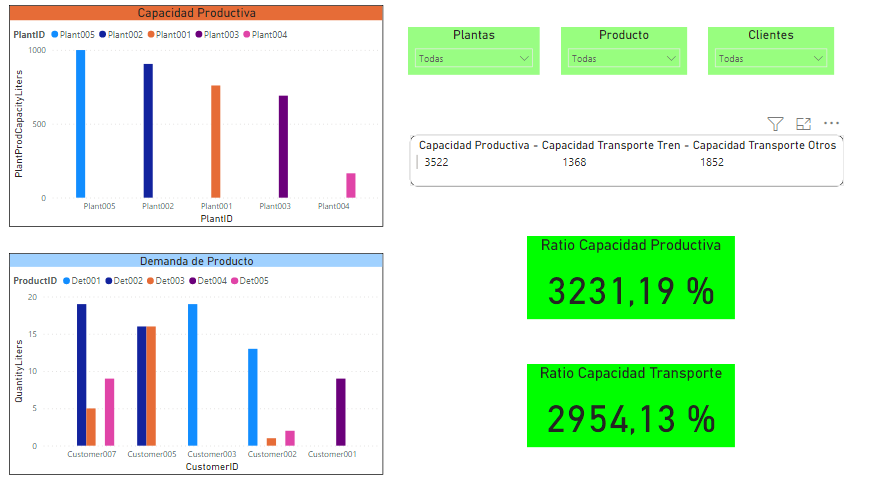 Capacidad Productiva
PlantID Plant005 Plant002 Plant001 Plant003 Plant004
PlantProdCapacityLiters
1000
500
0
Plant005 Plant002 Plant001 Plant003 Plant004
PlantID
Demanda de Producto
ProductID Det001 Det002 Det003 Det004 Det005
QuantityLiters
20
15
10
5
0
Customer007 Customer005 Customer003 Customer002 Customer001
CustomerID
Plantas
Todas
Producto
Todas
Clientes
Todas
Capacidad Productiva - Capacidad Transporte Tren - Capacidad Transporte Otros
3522 1368 1852
Ratio Capacidad Productiva
3231,19 %
Ratio Capacidad Transporte
2954,13 %